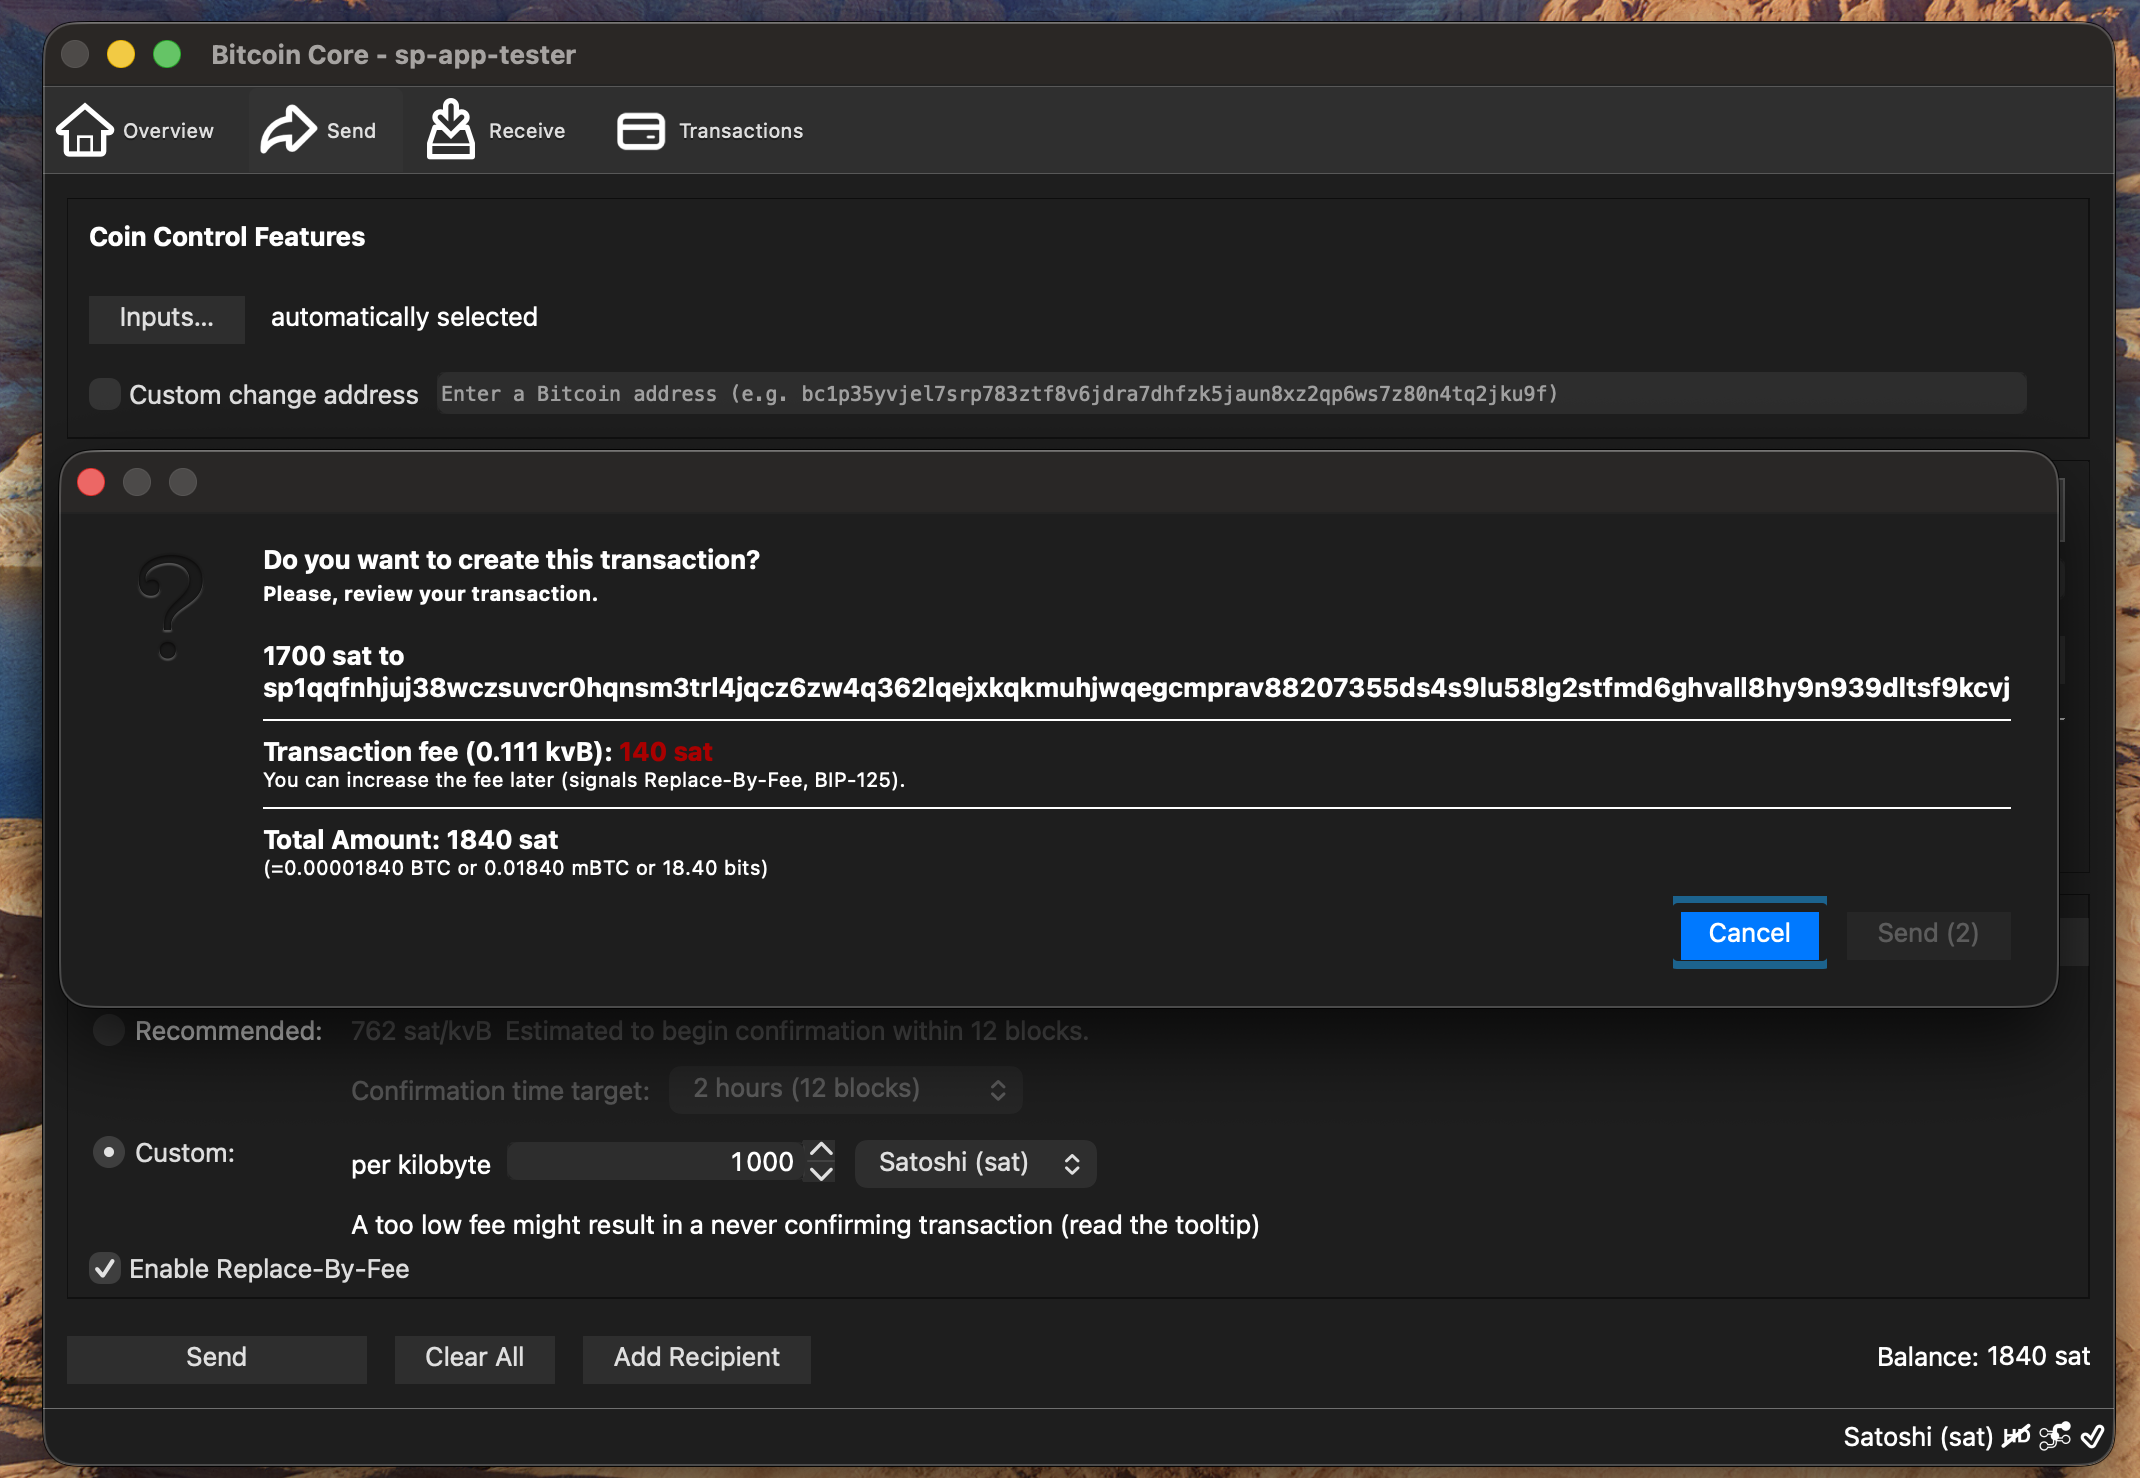 Bitcoin Core - sp-app-tester
Overview
Send
Receive
Transactions
Coin Control Features
Inputs...
automatically selected
Custom change address
Enter a Bitcoin address (e.g. bc1p35yvjel7srp783ztf8v6jdra7dhfzk5jaun8xz2qp6ws7z80n4tq2jku9f)
Do you want to create this transaction?
Please, review your transaction.
1700 sat to
sp1qqfnhjuj38wczsuvcr0hqnsm3trl4jqcz6zw4q362lqejxkqkmuhjwqegcmprav88207355ds4s9lu58lg2stfmd6ghvall8hy9n939dltsf9kcvj
Transaction fee (0.111 kvB): 140 sat
You can increase the fee later (signals Replace-By-Fee, BIP-125).
Total Amount: 1840 sat
(=0.00001840 BTC or 0.01840 mBTC or 18.40 bits)
Cancel
Send (2)
Recommended:
762 sat/kvB Estimated to begin confirmation within 12 blocks.
Confirmation time target:
2 hours (12 blocks)
Custom:
per kilobyte
1000
Satoshi (sat)
A too low fee might result in a never confirming transaction (read the tooltip)
Enable Replace-By-Fee
Send
Clear All
Add Recipient
Balance: 1840 sat
Satoshi (sat)
HD